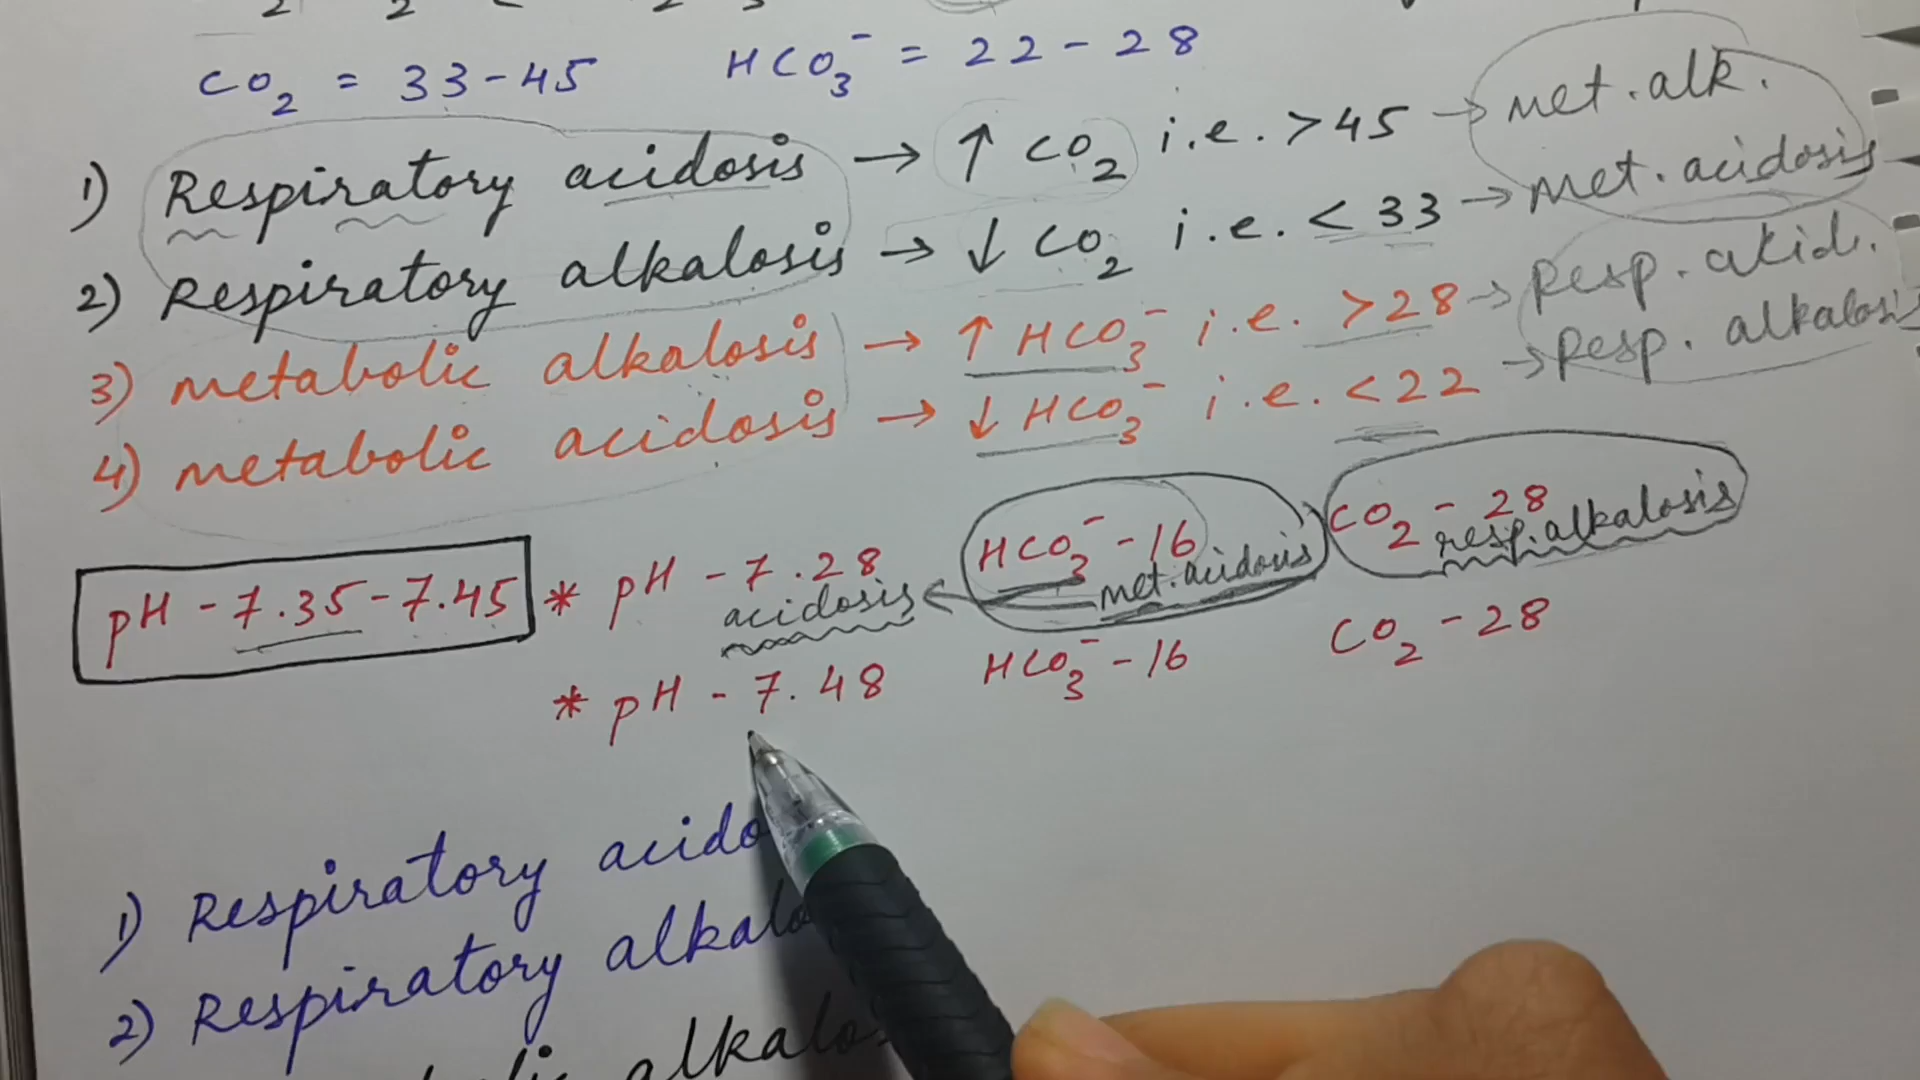 CO2 = 33-45 HCO3- = 22-28
1) Respiratory acidosis → ↑ CO2 i.e. >45 → met. alk.
2) Respiratory alkalosis → ↓ CO2 i.e. <33 → met. acidosis
3) metabolic alkalosis → ↑ HCO3- i.e. >28 → Resp.
4) metabolic acidosis → ↓ HCO3- i.e. <22 → Resp. alkalosis
pH - 7.35-7.45 * pH - 7.28 HCO3- - 16 CO2 - 28
acidosis ← met. acidosis resp. alkalosis
* pH - 7.48 HCO3- - 16 CO2 - 28
1) Respiratory acido
2) Respiratory alkalo
alkalo